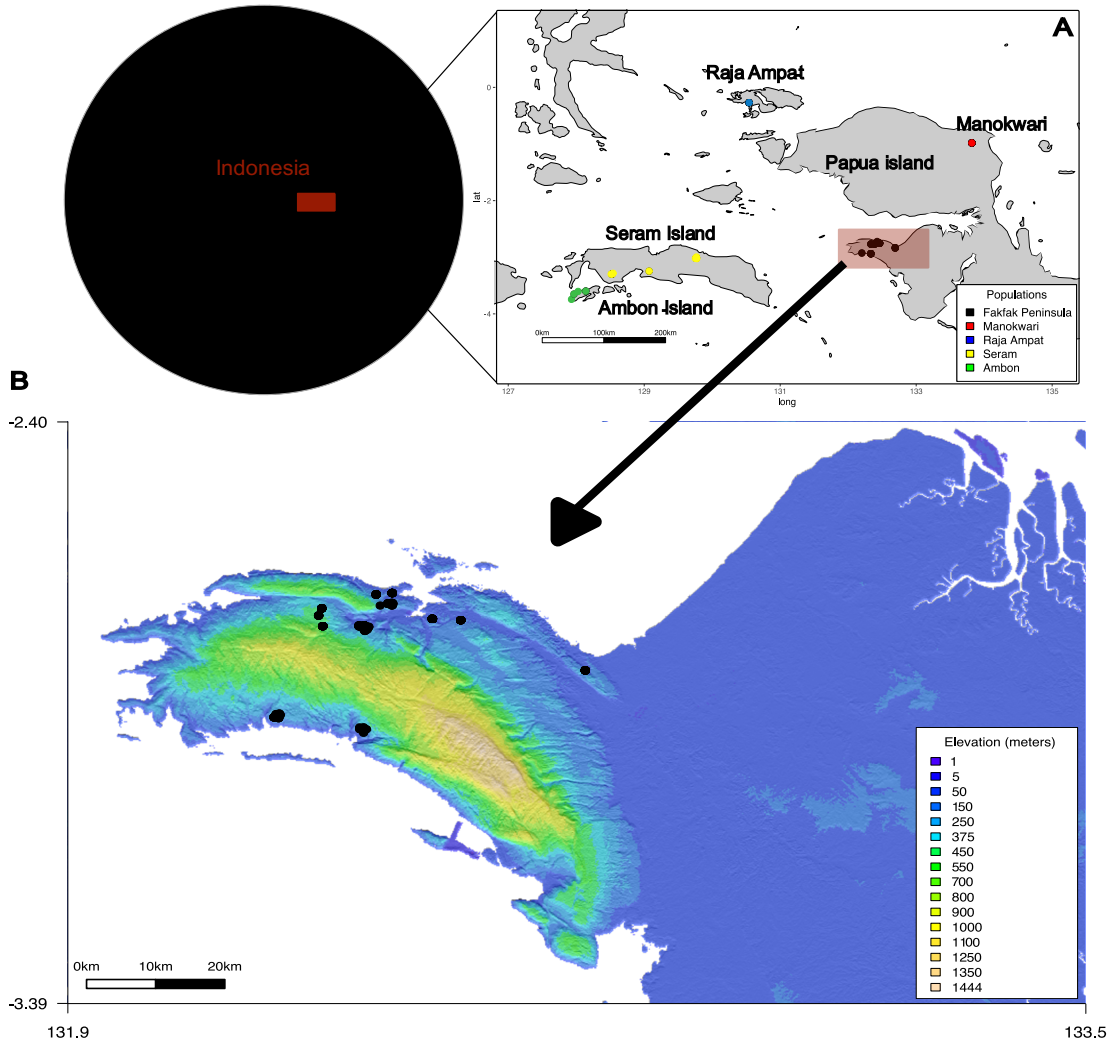 A
Raja Ampat
0
Manokwari
Papua island
Indonesia
lat
-2
Seram Island
Ambon Island
-4
0km
100km
200km
Populations
Fakfak Peninsula
Manokwari
Raja Ampat
Seram
Ambon
127
129
131
133
135
long
B
-2.40
Elevation (meters)
1
5
50
150
250
375
450
550
700
800
900
1000
1100
1250
1350
1444
0km
10km
20km
-3.39
131.9
133.5